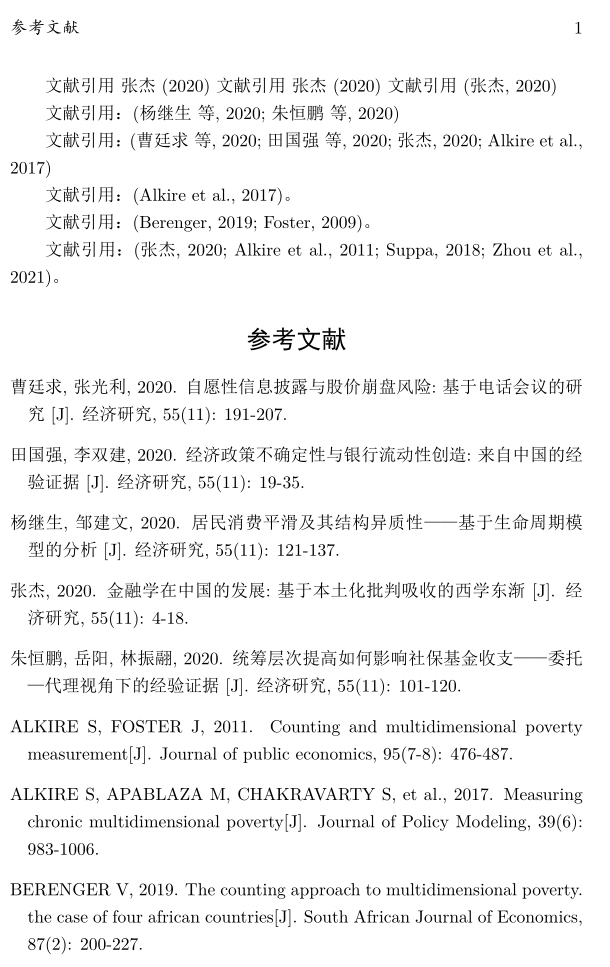 参考文献 1
文献引用 张杰 (2020) 文献引用 张杰 (2020) 文献引用 (张杰, 2020)
文献引用：(杨继生 等, 2020; 朱恒鹏 等, 2020)
文献引用：(曹廷求 等, 2020; 田国强 等, 2020; 张杰, 2020; Alkire et al.,
2017)
文献引用：(Alkire et al., 2017)。
文献引用：(Berenger, 2019; Foster, 2009)。
文献引用：(张杰, 2020; Alkire et al., 2011; Suppa, 2018; Zhou et al.,
2021)。
参考文献
曹廷求, 张光利, 2020. 自愿性信息披露与股价崩盘风险: 基于电话会议的研
究 [J]. 经济研究, 55(11): 191-207.
田国强, 李双建, 2020. 经济政策不确定性与银行流动性创造: 来自中国的经
验证据 [J]. 经济研究, 55(11): 19-35.
杨继生, 邹建文, 2020. 居民消费平滑及其结构异质性——基于生命周期模
型的分析 [J]. 经济研究, 55(11): 121-137.
张杰, 2020. 金融学在中国的发展: 基于本土化批判吸收的西学东渐 [J]. 经
济研究, 55(11): 4-18.
朱恒鹏, 岳阳, 林振翮, 2020. 统筹层次提高如何影响社保基金收支——委托
—代理视角下的经验证据 [J]. 经济研究, 55(11): 101-120.
ALKIRE S, FOSTER J, 2011. Counting and multidimensional poverty
measurement[J]. Journal of public economics, 95(7-8): 476-487.
ALKIRE S, APABLAZA M, CHAKRAVARTY S, et al., 2017. Measuring
chronic multidimensional poverty[J]. Journal of Policy Modeling, 39(6):
983-1006.
BERENGER V, 2019. The counting approach to multidimensional poverty.
the case of four african countries[J]. South African Journal of Economics,
87(2): 200-227.